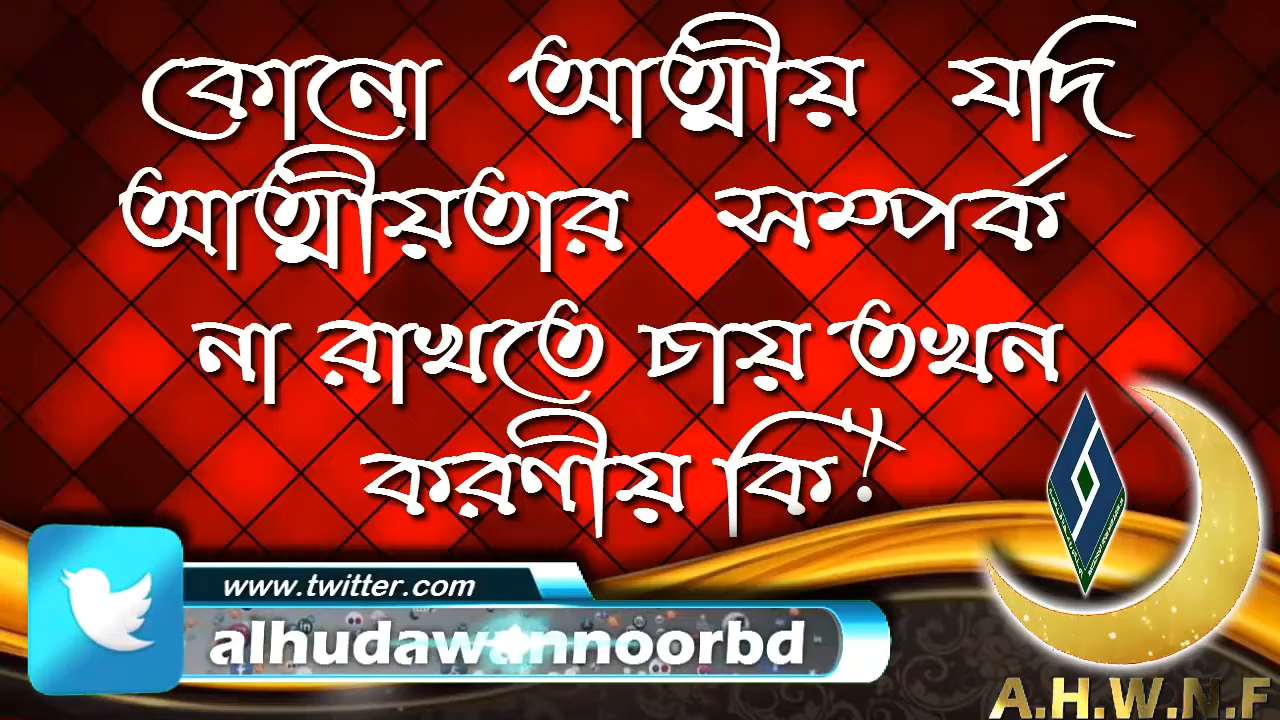 কোনো আত্মীয় যদি
আত্মীয়তার সম্পর্ক
না রাখতে চায় তখন
করণীয় কি?
www.twitter.com
alhudawannoorbd
A.H.W.N.F